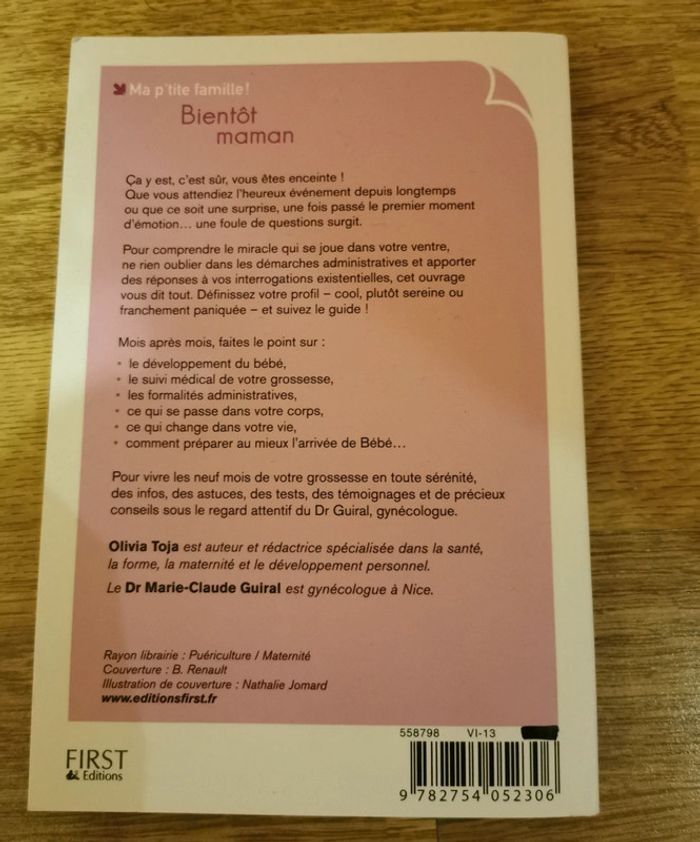 Ma p'tite famille!
Bientôt
maman
Ça y est, c'est sûr, vous êtes enceinte !
Que vous attendiez l'heureux événement depuis longtemps
ou que ce soit une surprise, une fois passé le premier moment
d'émotion... une foule de questions surgit.
Pour comprendre le miracle qui se joue dans votre ventre,
ne rien oublier dans les démarches administratives et apporter
des réponses à vos interrogations existentielles, cet ouvrage
vous dit tout. Définissez votre profil – cool, plutôt sereine ou
franchement paniquée – et suivez le guide !
Mois après mois, faites le point sur :
• le développement du bébé,
• le suivi médical de votre grossesse,
• les formalités administratives,
• ce qui se passe dans votre corps,
• ce qui change dans votre vie,
• comment préparer au mieux l'arrivée de Bébé...
Pour vivre les neuf mois de votre grossesse en toute sérénité,
des infos, des astuces, des tests, des témoignages et de précieux
conseils sous le regard attentif du Dr Guiral, gynécologue.
Olivia Toja est auteur et rédactrice spécialisée dans la santé,
la forme, la maternité et le développement personnel.
Le Dr Marie-Claude Guiral est gynécologue à Nice.
Rayon librairie : Puériculture / Maternité
Couverture : B. Renault
Illustration de couverture : Nathalie Jomard
www.editionsfirst.fr
558798 VI-13
FIRST
Editions
9 782754 052306